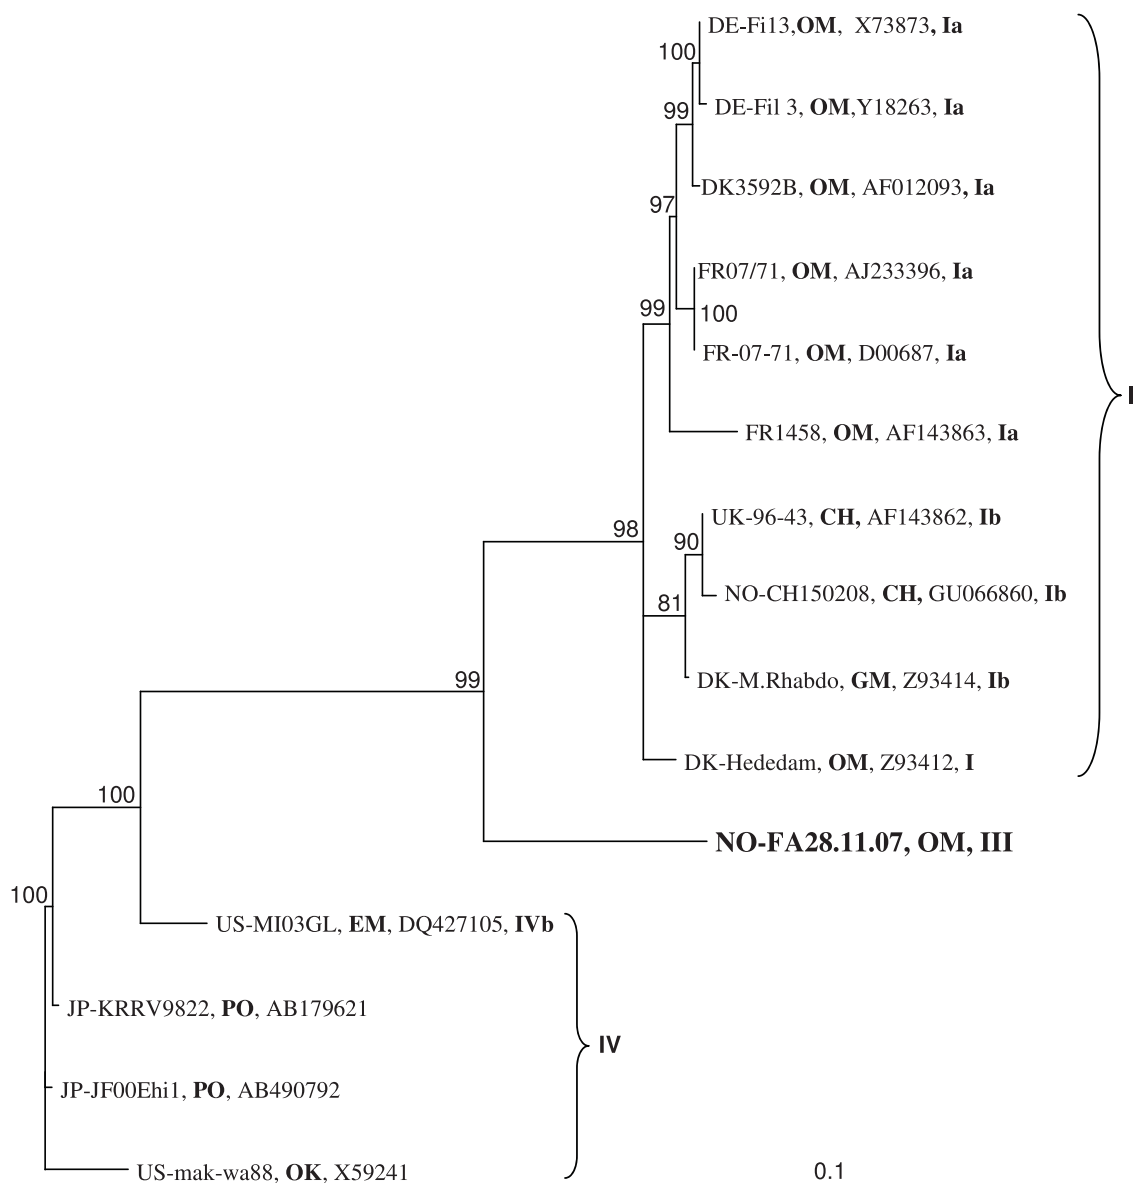 DE-Fi13,OM, X73873, Ia
100
DE-Fil 3, OM,Y18263, Ia
99
DK3592B, OM, AF012093, Ia
97
FR07/71, OM, AJ233396, Ia
99
100
FR-07-71, OM, D00687, Ia
I
FR1458, OM, AF143863, Ia
UK-96-43, CH, AF143862, Ib
98
90
NO-CH150208, CH, GU066860, Ib
81
DK-M.Rhabdo, GM, Z93414, Ib
99
DK-Hededam, OM, Z93412, I
100
NO-FA28.11.07, OM, III
100
US-MI03GL, EM, DQ427105, IVb
JP-KRRV9822, PO, AB179621
IV
JP-JF00Ehi1, PO, AB490792
US-mak-wa88, OK, X59241
0.1